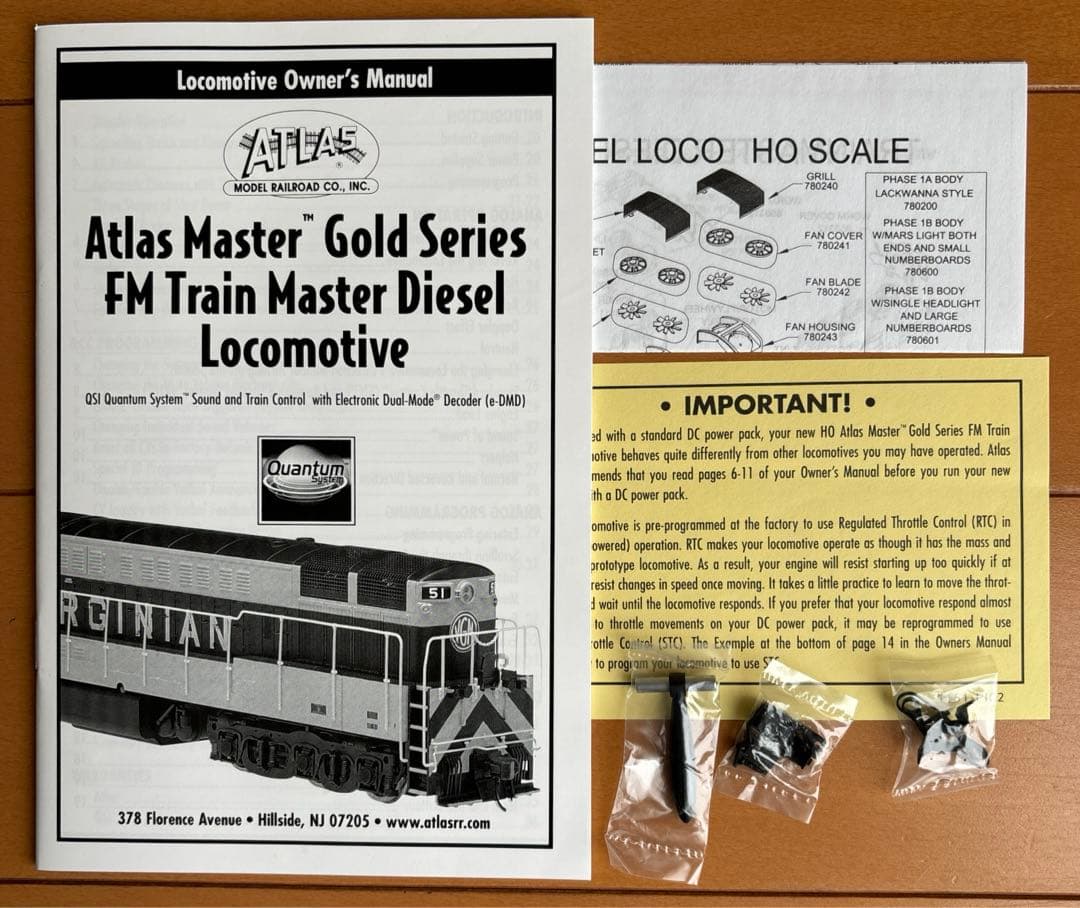 Locomotive Owner's Manual
ATLAS
®
MODEL RAILROAD CO., INC.
Atlas Master™ Gold Series
FM Train Master Diesel
Locomotive
QSI Quantum System™ Sound and Train Control with Electronic Dual-Mode® Decoder (e-DMD)
Quantum
System
51
VGN
RGINIAN
378 Florence Avenue • Hillside, NJ 07205 • www.atlasrr.com
EL LOCO HO SCALE
GRILL
780240
FAN COVER
780241
ET
FAN BLADE
780242
FAN HOUSING
780243
PHASE 1A BODY
LACKWANNA STYLE
780200
PHASE 1B BODY
W/MARS LIGHT BOTH
ENDS AND SMALL
NUMBERBOARDS
780600
PHASE 1B BODY
W/SINGLE HEADLIGHT
AND LARGE
NUMBERBOARDS
780601
• IMPORTANT! •
ed with a standard DC power pack, your new HO Atlas Master™ Gold Series FM Train
otive behaves quite differently from other locomotives you may have operated. Atlas
mends that you read pages 6-11 of your Owner's Manual before you run your new
ith a DC power pack.
omotive is pre-programmed at the factory to use Regulated Throttle Control (RTC) in
owered) operation. RTC makes your locomotive operate as though it has the mass and
prototype locomotive. As a result, your engine will resist starting up too quickly if at
resist changes in speed once moving. It takes a little practice to learn to move the throt-
d wait until the locomotive responds. If you prefer that your locomotive respond almost
to throttle movements on your DC power pack, it may be reprogrammed to use
ottle Control (STC). The Example at the bottom of page 14 in the Owners Manual
to program your locomotive to use